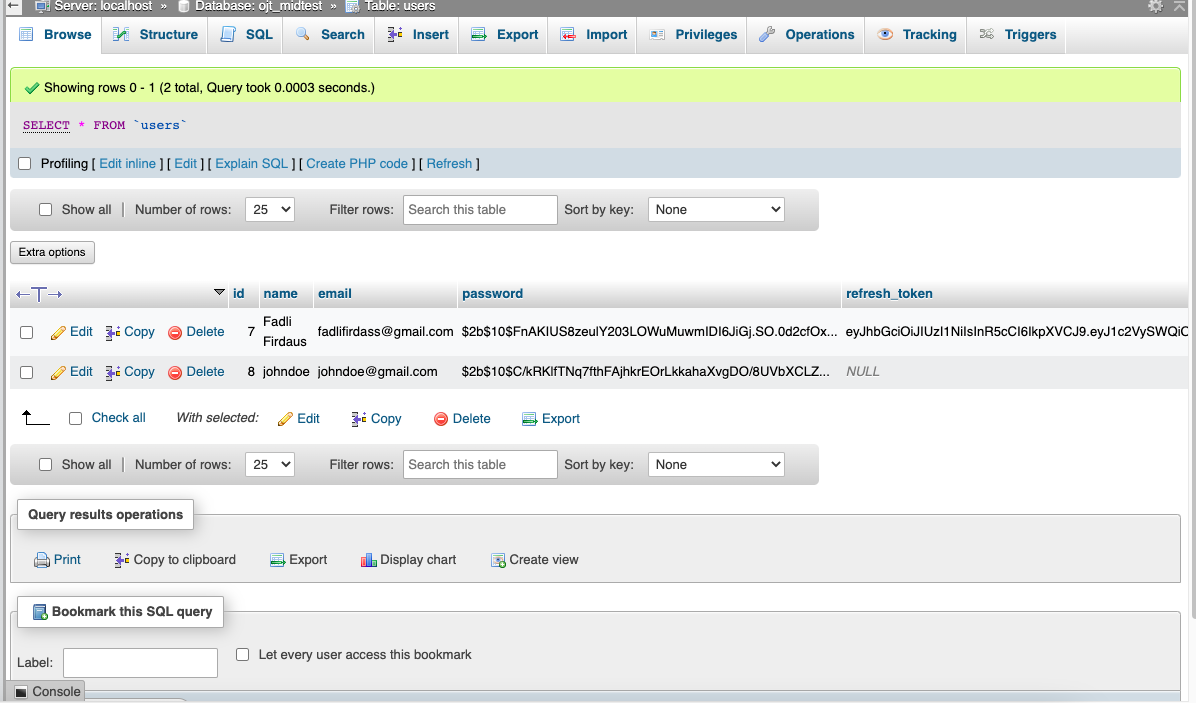 Server: localhost » Database: ojt_midtest » Table: users
Browse Structure SQL Search Insert Export Import Privileges Operations Tracking Triggers
Showing rows 0 - 1 (2 total, Query took 0.0003 seconds.)
SELECT * FROM `users`
Profiling [ Edit inline ] [ Edit ] [ Explain SQL ] [ Create PHP code ] [ Refresh ]
Show all | Number of rows: 25 Filter rows: Search this table Sort by key: None
Extra options
←T→ id name email password refresh_token
Edit Copy Delete 7 Fadli Firdaus fadlifirdass@gmail.com $2b$10$FnAKIUS8zeulY203LOWuMuwmIDI6JiGj.SO.0d2cfOx... eyJhbGciOiJIUzI1NiIsInR5cCI6IkpXVCJ9.eyJ1c2VySWQiO
Edit Copy Delete 8 johndoe johndoe@gmail.com $2b$10$C/kRKlfTNq7fthFAjhkrEOrLkkahaXvgDO/8UVbXCLZ... NULL
Check all With selected: Edit Copy Delete Export
Show all | Number of rows: 25 Filter rows: Search this table Sort by key: None
Query results operations
Print Copy to clipboard Export Display chart Create view
Bookmark this SQL query
Label: Let every user access this bookmark
Console